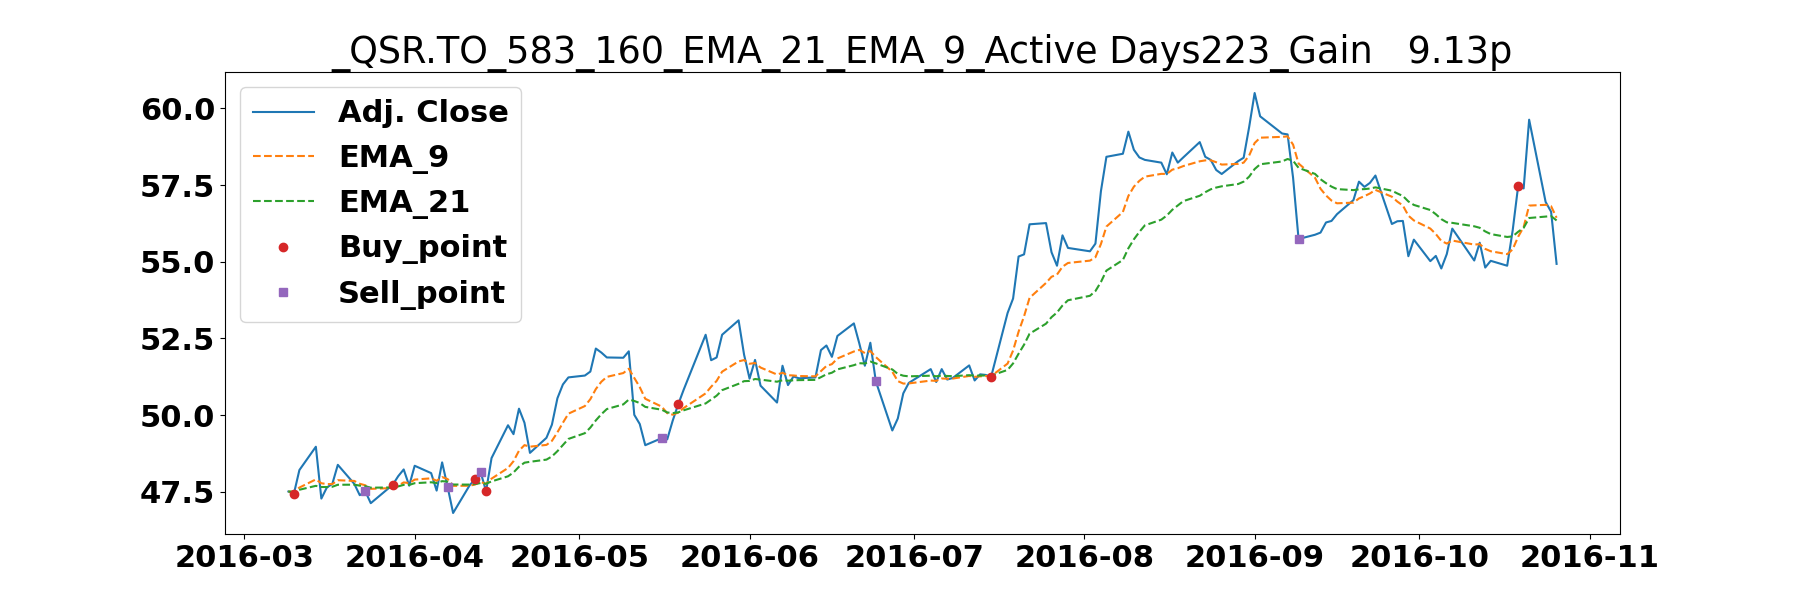 _QSR.TO_583_160_EMA_21_EMA_9_Active Days223_Gain   9.13p
60.0
57.5
55.0
52.5
50.0
47.5
Adj. Close
EMA_9
EMA_21
Buy_point
Sell_point
2016-03 2016-04 2016-05 2016-06 2016-07 2016-08 2016-09 2016-10 2016-11